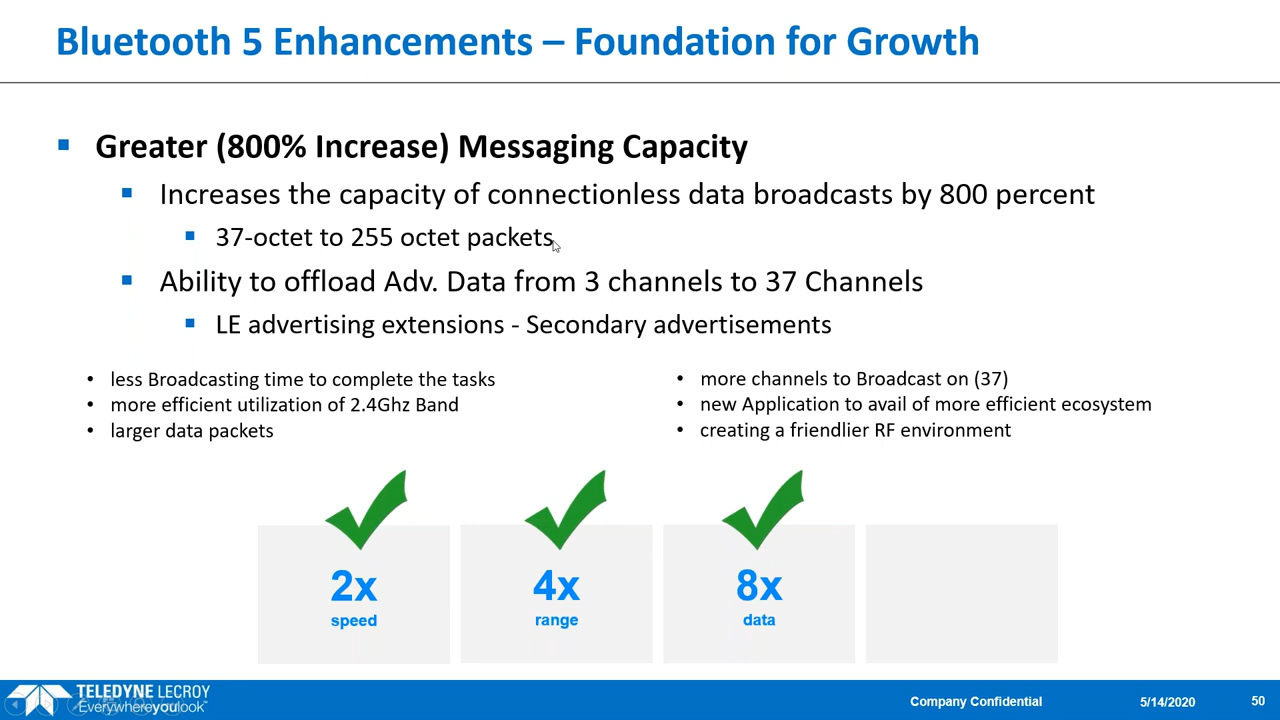 Bluetooth 5 Enhancements – Foundation for Growth
Greater (800% Increase) Messaging Capacity
Increases the capacity of connectionless data broadcasts by 800 percent
37-octet to 255 octet packets
Ability to offload Adv. Data from 3 channels to 37 Channels
LE advertising extensions - Secondary advertisements
less Broadcasting time to complete the tasks
more efficient utilization of 2.4Ghz Band
larger data packets
more channels to Broadcast on (37)
new Application to avail of more efficient ecosystem
creating a friendlier RF environment
2x
speed
4x
range
8x
data
TELEDYNE LECROY
Everywhereyoulook™
Company Confidential
5/14/2020
50